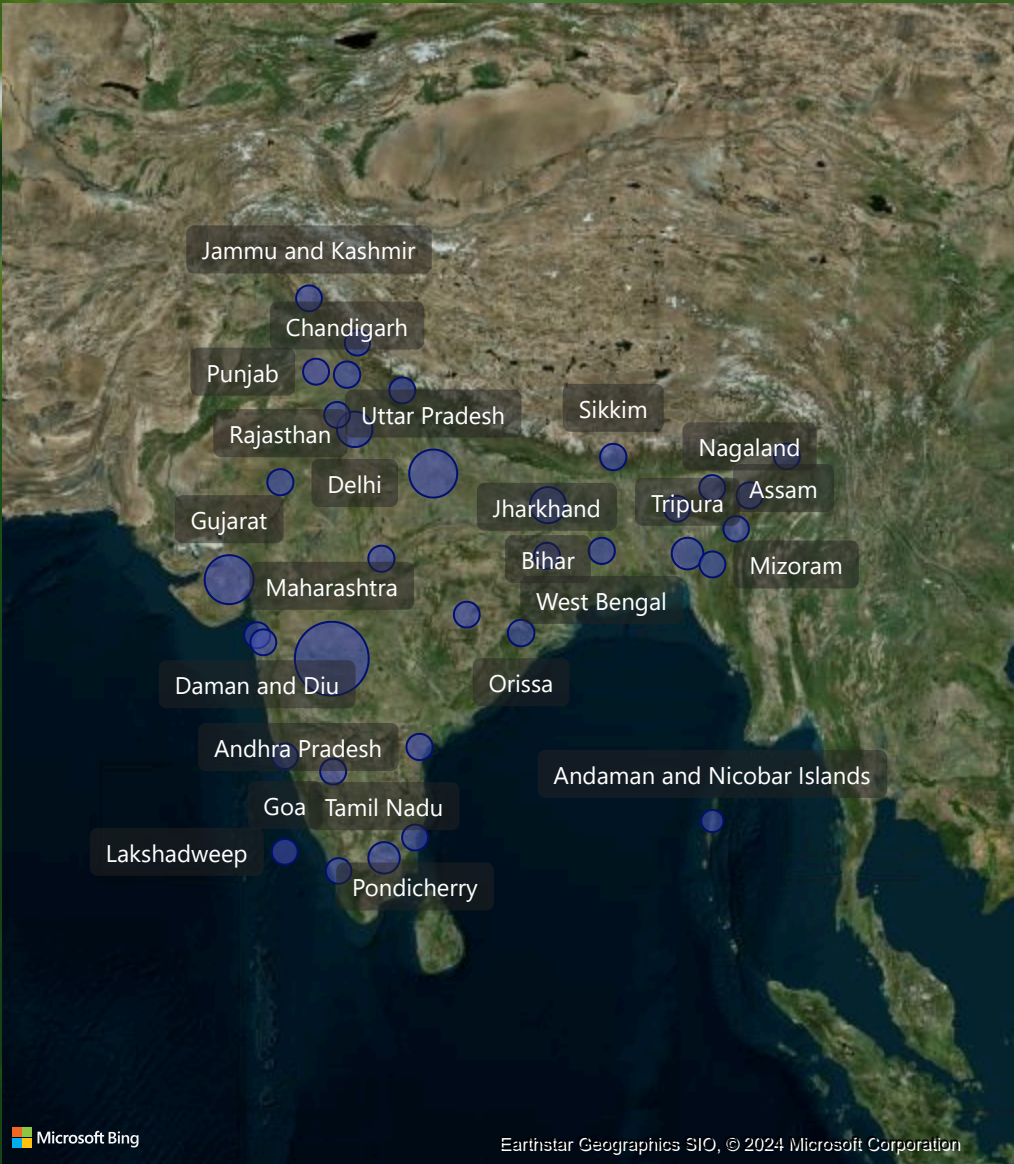 Jammu and Kashmir
Chandigarh
Punjab
Uttar Pradesh
Sikkim
Rajasthan
Nagaland
Delhi
Assam
Jharkhand
Tripura
Gujarat
Bihar
Mizoram
Maharashtra
West Bengal
Daman and Diu
Orissa
Andhra Pradesh
Andaman and Nicobar Islands
Goa
Tamil Nadu
Lakshadweep
Pondicherry
Microsoft Bing
Earthstar Geographics SIO, © 2024 Microsoft Corporation